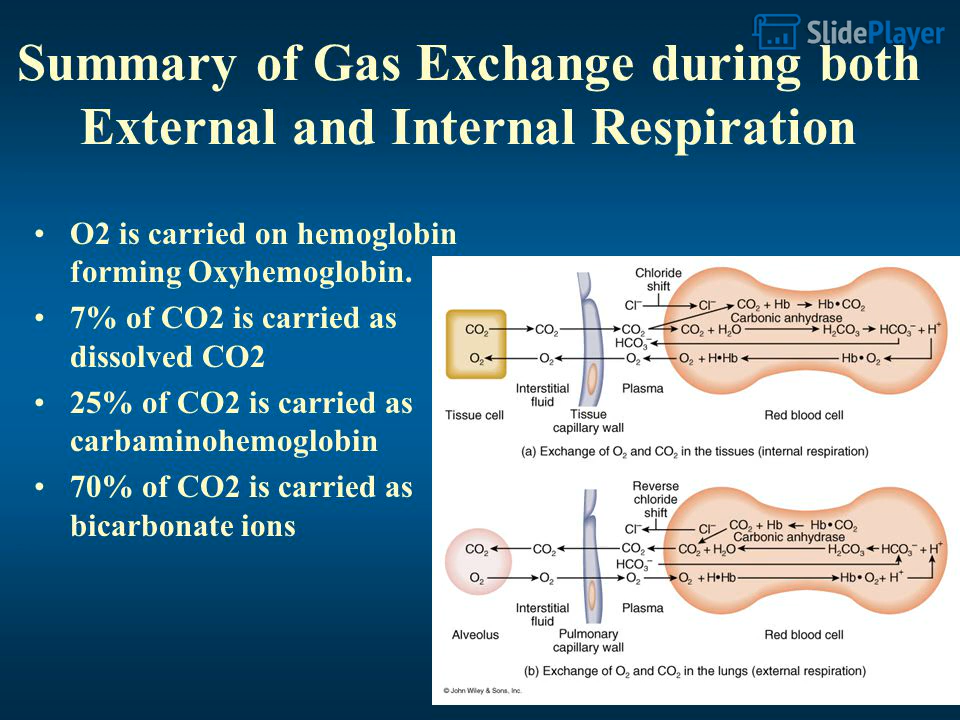 SlidePlayer
Summary of Gas Exchange during both
External and Internal Respiration
• O2 is carried on hemoglobin
forming Oxyhemoglobin.
• 7% of CO2 is carried as
dissolved CO2
• 25% of CO2 is carried as
carbaminohemoglobin
• 70% of CO2 is carried as
bicarbonate ions
Chloride
shift
Cl⁻ Cl⁻ CO₂ + Hb Hb•CO₂
Carbonic anhydrase
CO₂ CO₂ CO₂ CO₂ + H₂O H₂CO₃ HCO₃⁻ + H⁺
HCO₃⁻
O₂ O₂ O₂ O₂ + H•Hb Hb•O₂
Interstitial
fluid
Plasma
Tissue cell
Tissue
capillary wall
Red blood cell
(a) Exchange of O₂ and CO₂ in the tissues (internal respiration)
Reverse
chloride
shift
Cl⁻ Cl⁻ CO₂ + Hb Hb•CO₂
Carbonic anhydrase
CO₂ CO₂ CO₂ CO₂ + H₂O H₂CO₃ HCO₃⁻ + H⁺
HCO₃⁻
O₂ O₂ O₂ O₂ + H•Hb Hb•O₂ + H⁺
Interstitial
fluid
Plasma
Alveolus
Pulmonary
capillary wall
Red blood cell
(b) Exchange of O₂ and CO₂ in the lungs (external respiration)
© John Wiley & Sons, Inc.